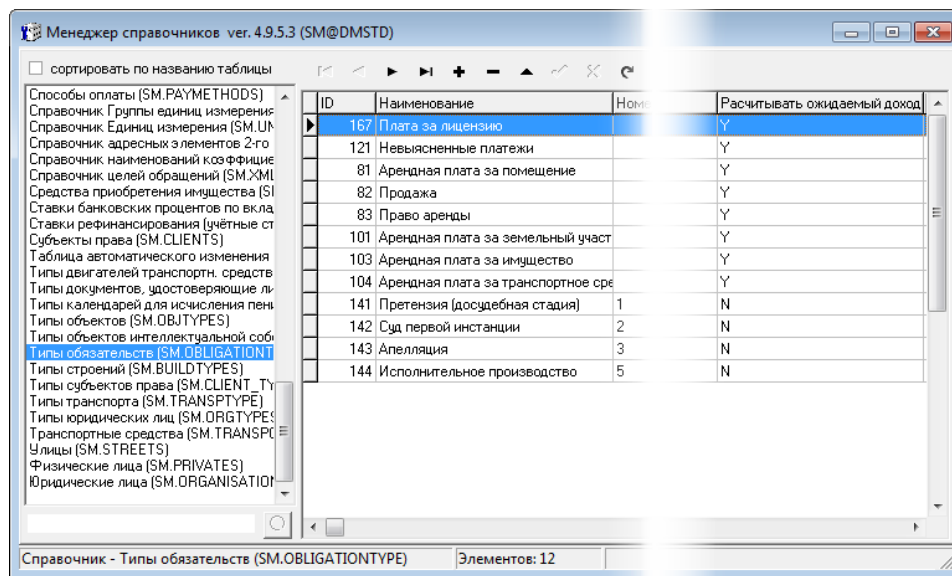 Менеджер справочников ver. 4.9.5.3 (SM@DMSTD)
сортировать по названию таблицы
Способы оплаты (SM.PAYMETHODS)
Справочник Группы единиц измерения
Справочник Единиц измерения (SM.UN
Справочник адресных элементов 2-го
Справочник наименований коэффицие
Справочник целей обращений (SM.XML
Средства приобретения имущества (S
Ставки банковских процентов по вкла
Ставки рефинансирования (учётные ст
Субъекты права (SM.CLIENTS)
Таблица автоматического изменения
Типы двигателей транспортн. средств
Типы документов, удостоверяющие ли
Типы календарей для исчисления пени
Типы объектов (SM.OBJTYPES)
Типы объектов интеллектуальной собс
Типы обязательств (SM.OBLIGATIONT
Типы строений (SM.BUILDTYPES)
Типы субъектов права (SM.CLIENT_TY
Типы транспорта (SM.TRANSPTYPE)
Типы юридических лиц (SM.ORGTYPES
Транспортные средства (SM.TRANSPO
Улицы (SM.STREETS)
Физические лица (SM.PRIVATES)
Юридические лица (SM.ORGANISATION
ID Наименование Номе Расчитывать ожидаемый доход
167 Плата за лицензию Y
121 Невыясненные платежи Y
81 Арендная плата за помещение Y
82 Продажа Y
83 Право аренды Y
101 Арендная плата за земельный участ Y
103 Арендная плата за имущество Y
104 Арендная плата за транспортное сре Y
141 Претензия (досудебная стадия) 1 N
142 Суд первой инстанции 2 N
143 Апелляция 3 N
144 Исполнительное производство 5 N
Справочник - Типы обязательств (SM.OBLIGATIONTYPE) Элементов: 12